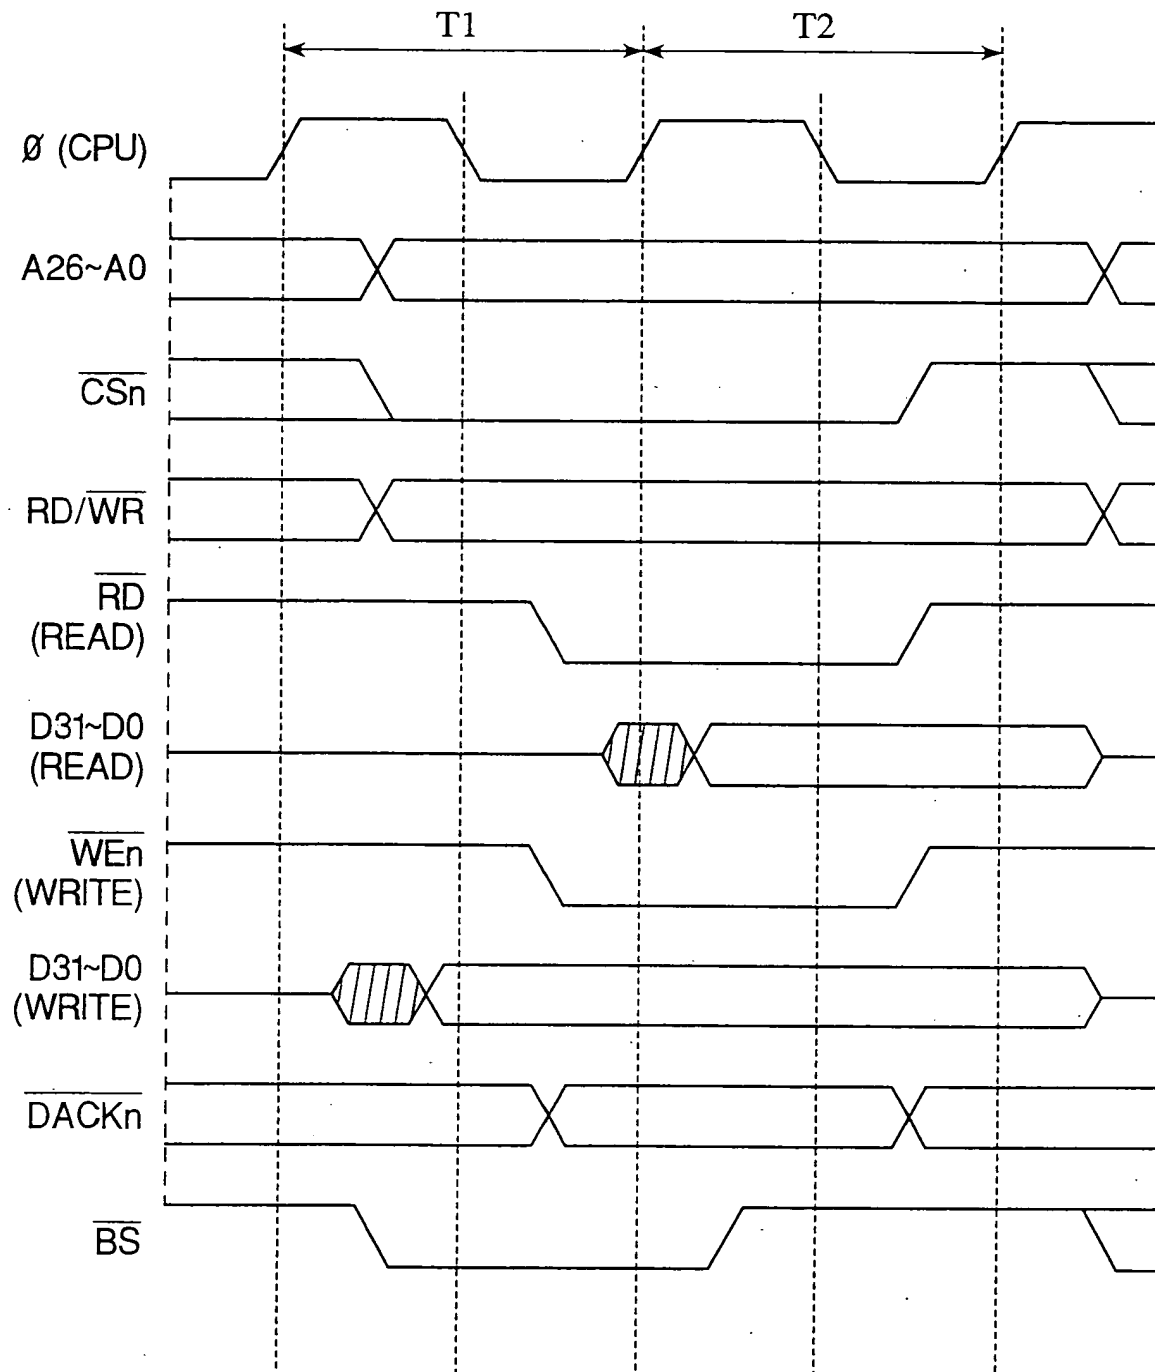 T1 T2
Ø (CPU)
A26~A0
CSn
RD/WR
RD
(READ)
D31~D0
(READ)
WEn
(WRITE)
D31~D0
(WRITE)
DACKn
BS